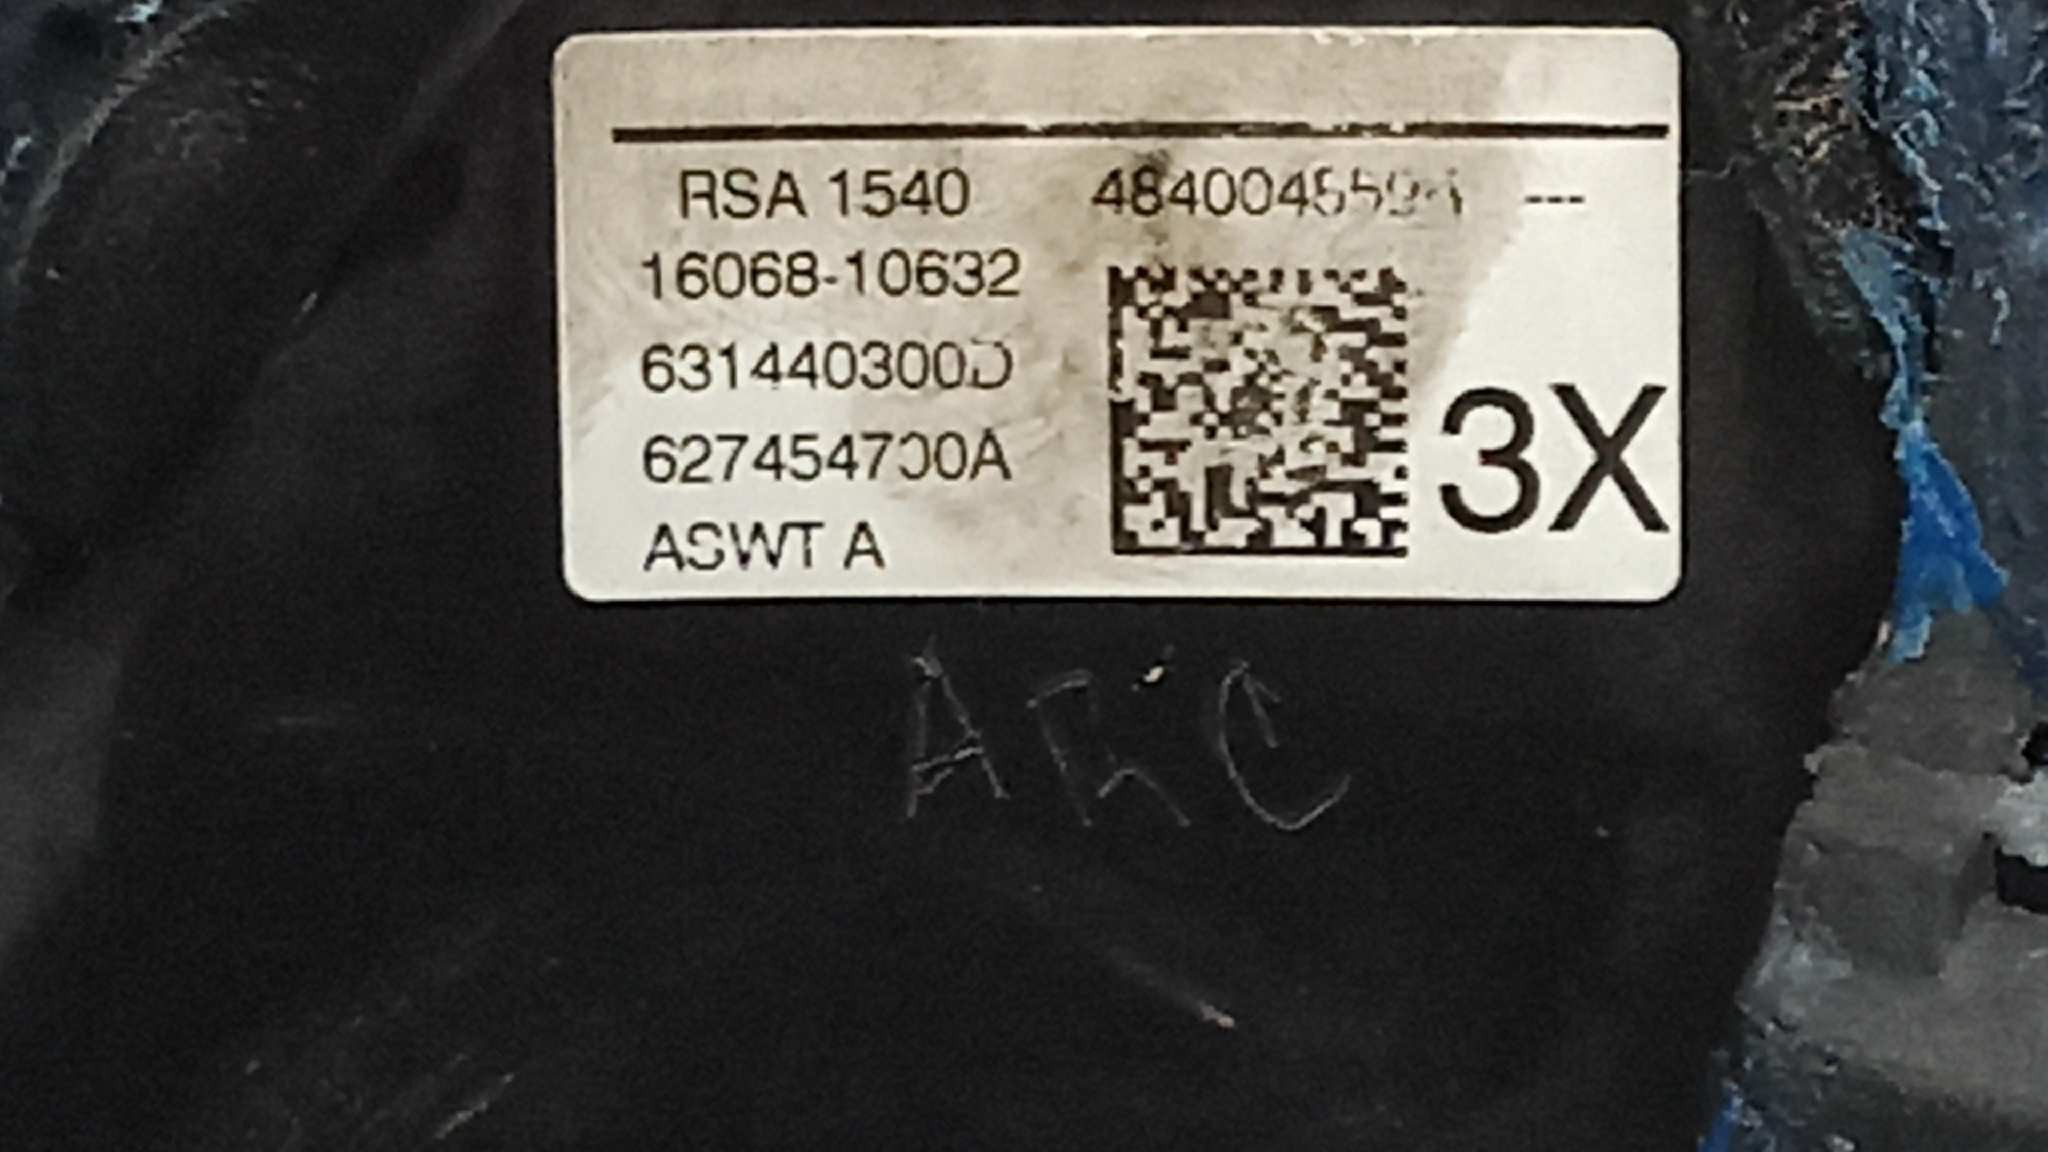 RSA 1540 ---
16068-10632
631440300D
627454700A
3X
ASWT A
ARC